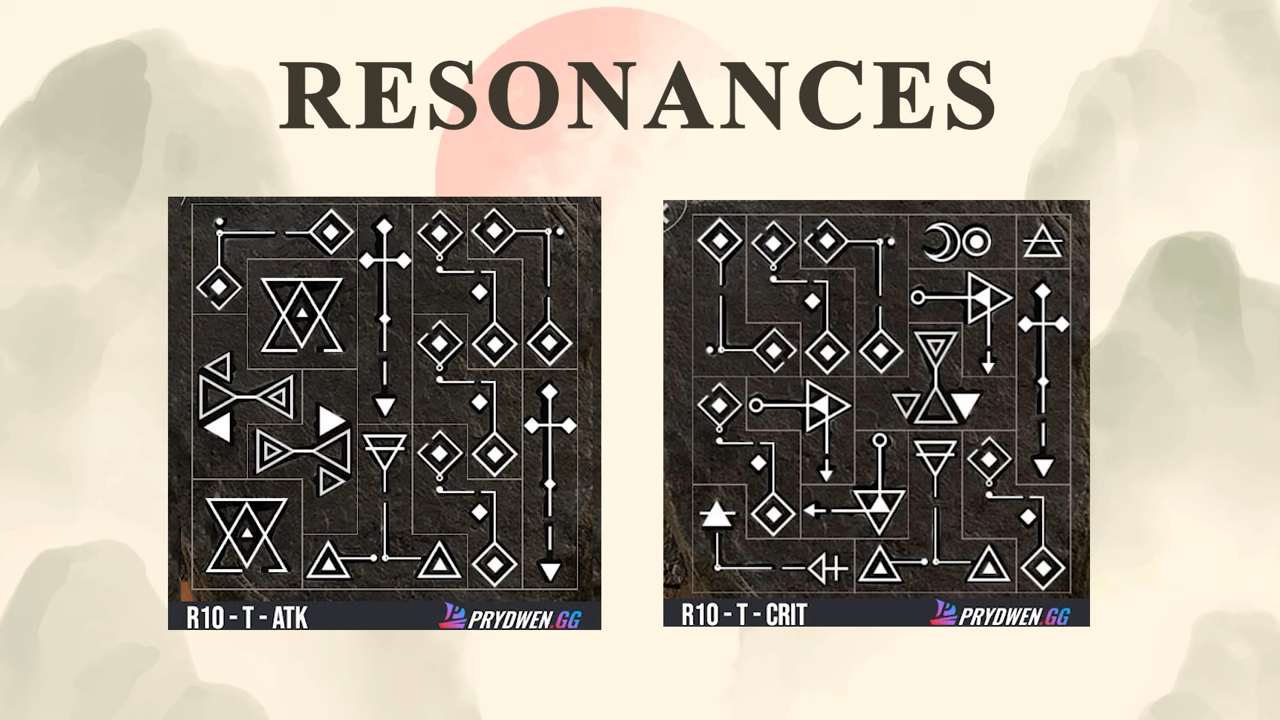 RESONANCES
R10 - T - ATK
PRYDWEN.GG
R10 - T - CRIT
PRYDWEN.GG